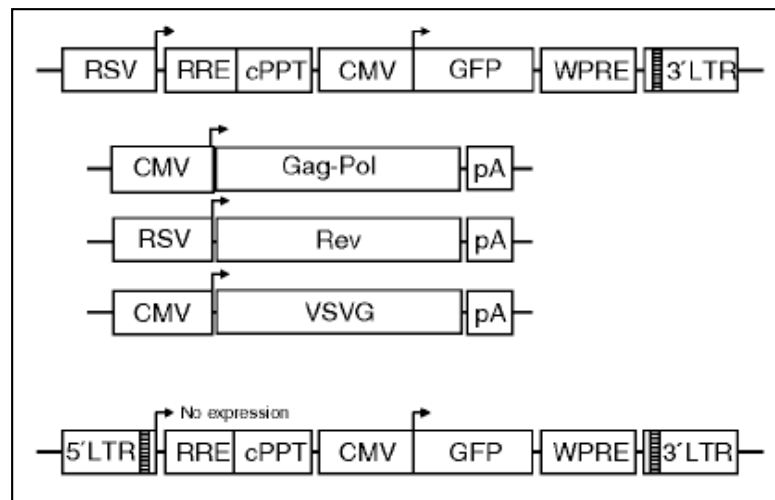 RSV RRE cPPT CMV GFP WPRE 3´LTR
CMV Gag-Pol pA
RSV Rev pA
CMV VSVG pA
No expression
5´LTR RRE cPPT CMV GFP WPRE 3´LTR